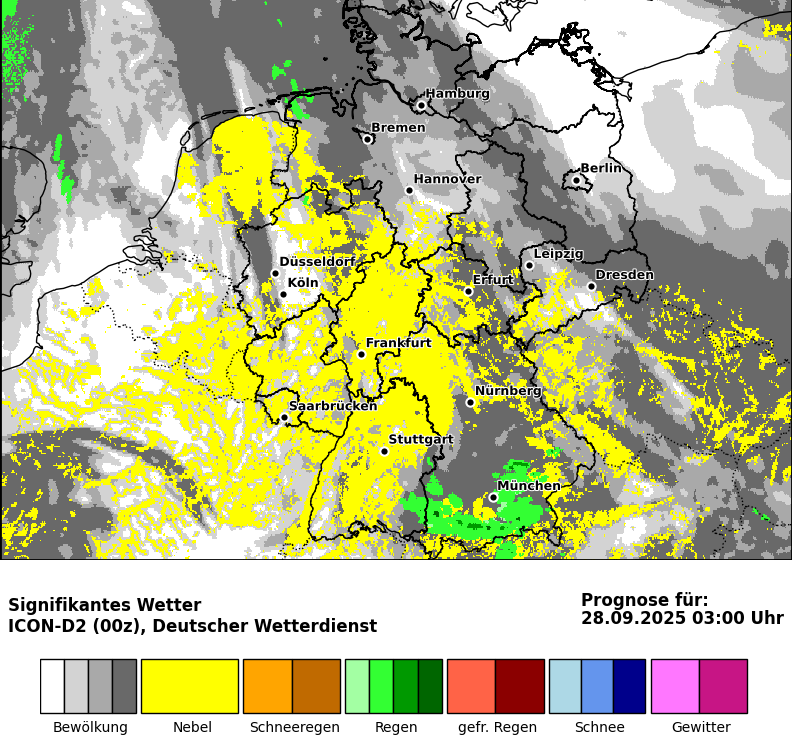 Hamburg
Bremen
Berlin
Hannover
Leipzig
Düsseldorf
Dresden
Erfurt
Köln
Frankfurt
Nürnberg
Saarbrücken
Stuttgart
München
Signifikantes Wetter
ICON-D2 (00z), Deutscher Wetterdienst
Prognose für:
28.09.2025 03:00 Uhr
Bewölkung Nebel Schneeregen Regen gefr. Regen Schnee Gewitter